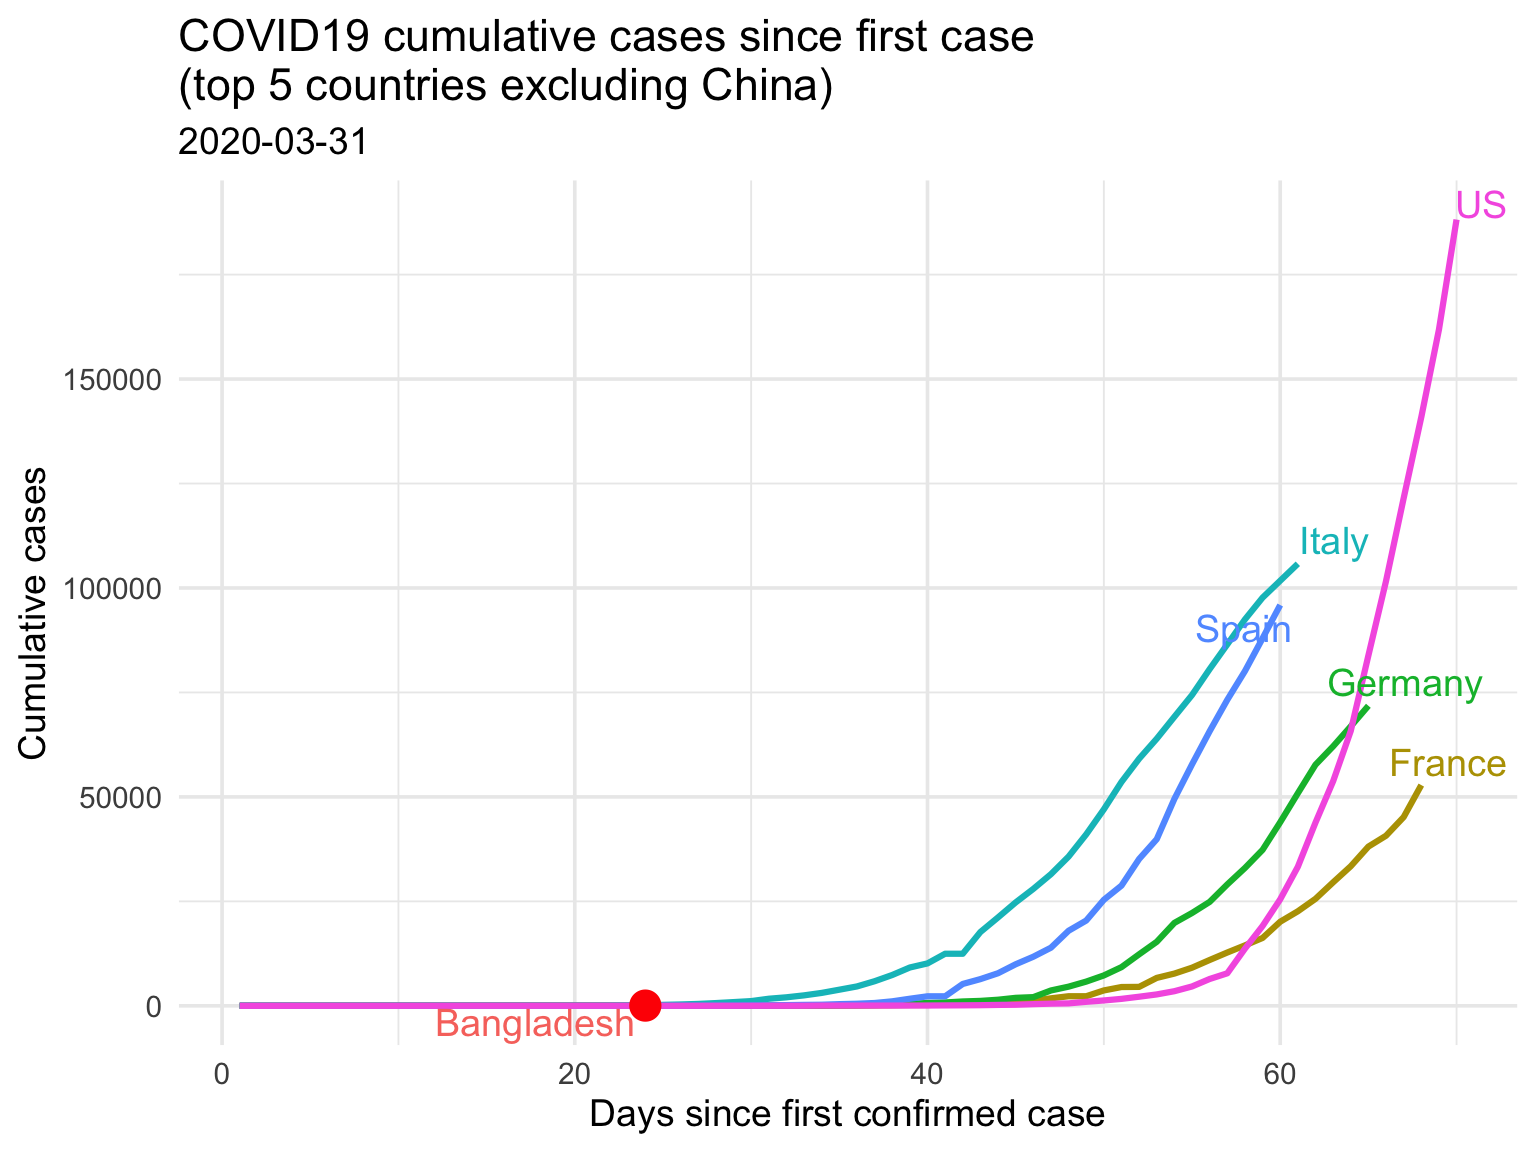 COVID19 cumulative cases since first case
(top 5 countries excluding China)
2020-03-31
US
150000
Italy
100000
Spain
Germany
France
50000
0
Bangladesh
0 20 40 60
Days since first confirmed case
Cumulative cases